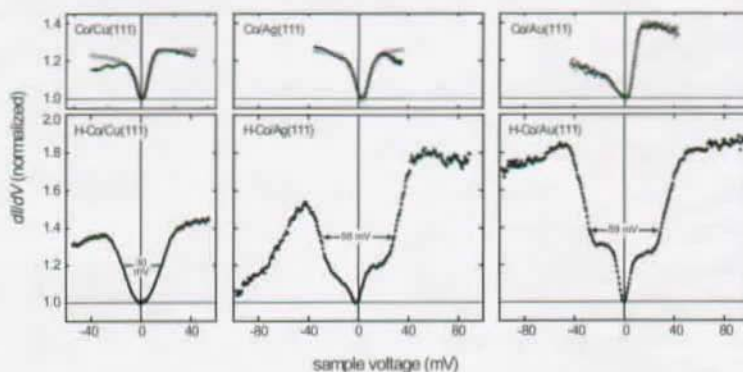 Co/Cu(111) Co/Ag(111) Co/Au(111)
1.4
1.2
1.0
H-Co/Cu(111) H-Co/Ag(111) H-Co/Au(111)
2.0
1.8
1.6
1.4
1.2
1.0
dI/dV (normalized)
mV
mV
mV
-40 0 40 -80 -40 0 40 80 -80 -40 0 40 80
sample voltage (mV)